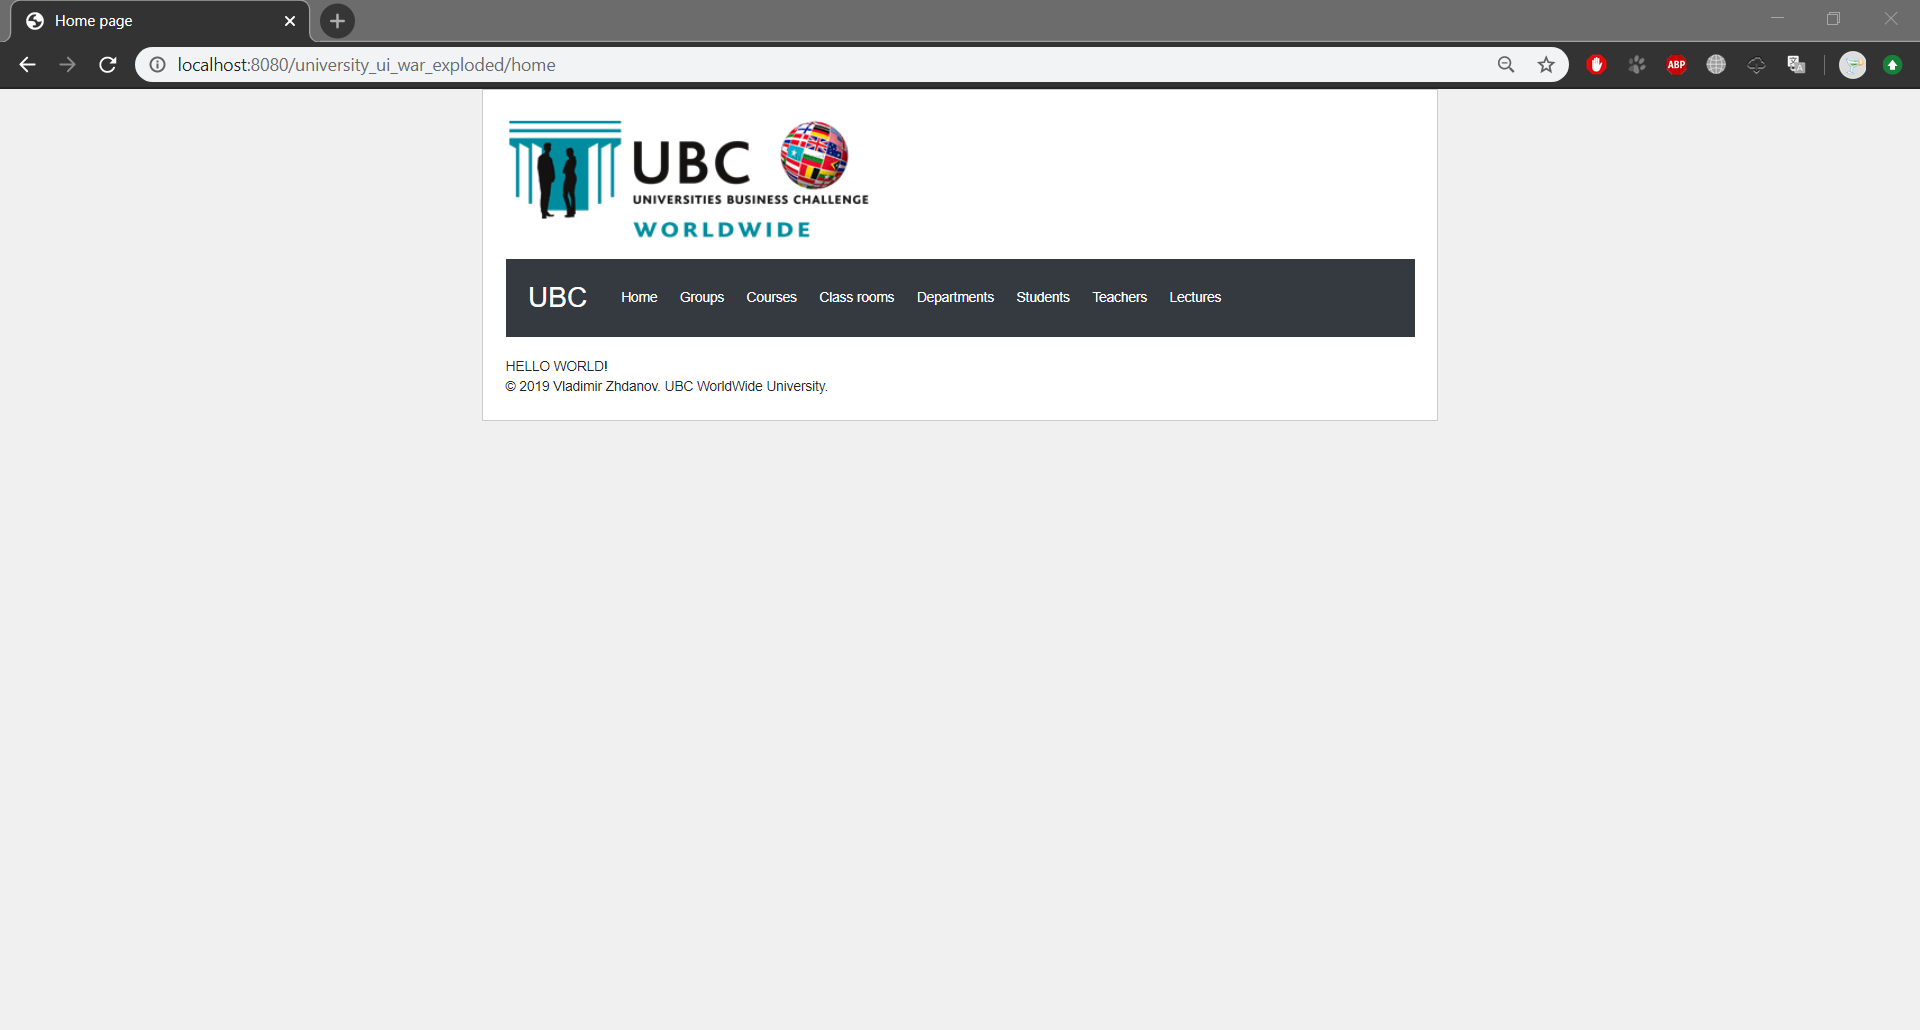 Home page
localhost:8080/university_ui_war_exploded/home
ABP
UBC
UNIVERSITIES BUSINESS CHALLENGE
WORLDWIDE
UBC Home Groups Courses Class rooms Departments Students Teachers Lectures
HELLO WORLD!
© 2019 Vladimir Zhdanov. UBC WorldWide University.